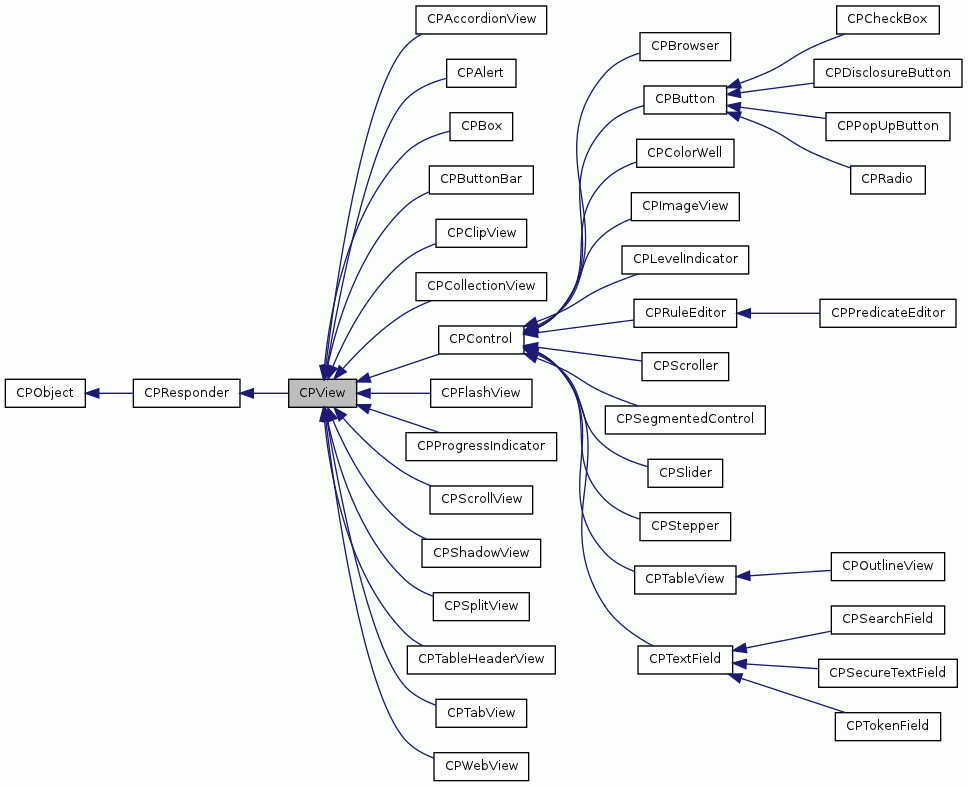 CPObject
CPResponder
CPView
CPAccordionView
CPAlert
CPBox
CPButtonBar
CPClipView
CPCollectionView
CPControl
CPFlashView
CPProgressIndicator
CPScrollView
CPShadowView
CPSplitView
CPTableHeaderView
CPTabView
CPWebView
CPBrowser
CPButton
CPColorWell
CPImageView
CPLevelIndicator
CPRuleEditor
CPScroller
CPSegmentedControl
CPSlider
CPStepper
CPTableView
CPTextField
CPCheckBox
CPDisclosureButton
CPPopUpButton
CPRadio
CPPredicateEditor
CPOutlineView
CPSearchField
CPSecureTextField
CPTokenField